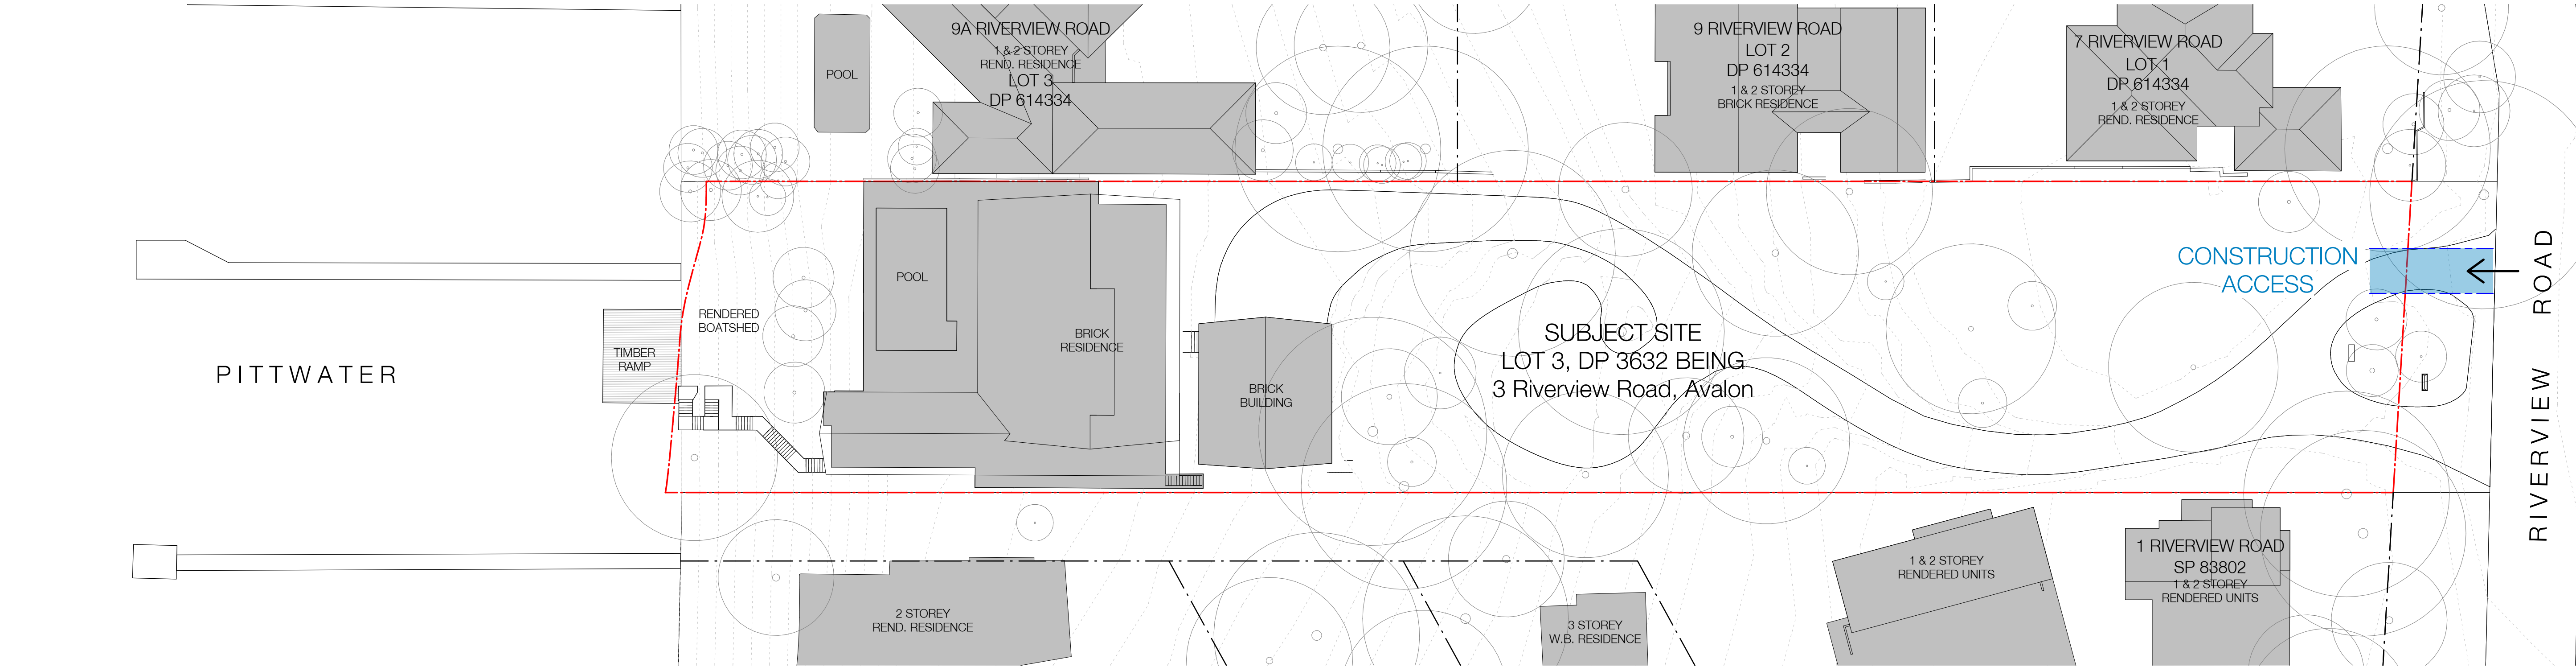 9A RIVERVIEW ROAD
1 & 2 STOREY
REND. RESIDENCE
LOT 3
DP 614334
POOL
9 RIVERVIEW ROAD
LOT 2
DP 614334
1 & 2 STOREY
BRICK RESIDENCE
7 RIVERVIEW ROAD
LOT 1
DP 614334
1 & 2 STOREY
REND. RESIDENCE
CONSTRUCTION
ACCESS
RIVERVIEW ROAD
POOL
RENDERED
BOATSHED
BRICK
RESIDENCE
TIMBER
RAMP
PITTWATER
BRICK
BUILDING
SUBJECT SITE
LOT 3, DP 3632 BEING
3 Riverview Road, Avalon
RIVERVIEW ROAD
2 STOREY
REND. RESIDENCE
3 STOREY
W.B. RESIDENCE
1 & 2 STOREY
RENDERED UNITS
1 RIVERVIEW ROAD
SP 83802
1 & 2 STOREY
RENDERED UNITS